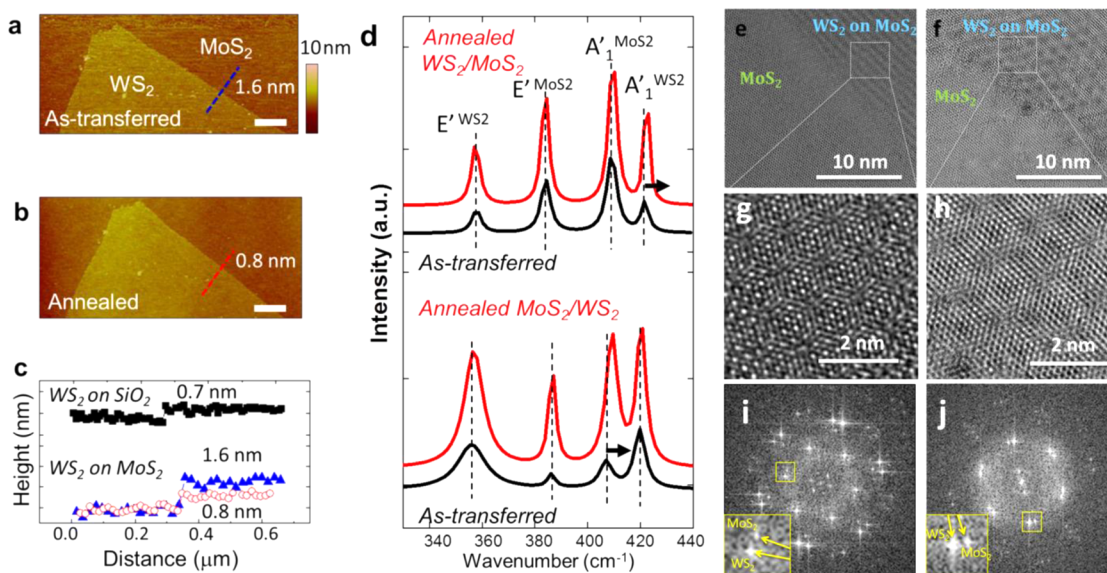 a
MoS2
WS2
1.6 nm
As-transferred
10nm
b
0.8 nm
Annealed
c
WS2 on SiO2
0.7 nm
WS2 on MoS2
1.6 nm
0.8 nm
Height (nm)
0.0 0.2 0.4 0.6
Distance (μm)
d
Annealed
WS2/MoS2
E' WS2
E' MoS2
A'1 MoS2
A'1 WS2
As-transferred
Annealed MoS2/WS2
As-transferred
Intensity (a.u.)
340 360 380 400 420 440
Wavenumber (cm-1)
e
WS2 on MoS2
MoS2
10 nm
f
WS2 on MoS2
MoS2
10 nm
g
2 nm
h
2 nm
i
MoS2
WS2
j
WS2
MoS2